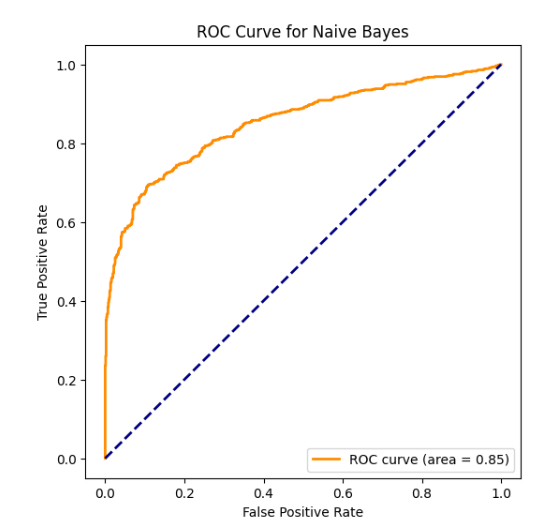 ROC Curve for Naive Bayes
1.0
0.8
0.6
0.4
0.2
0.0
True Positive Rate
ROC curve (area = 0.85)
0.0 0.2 0.4 0.6 0.8 1.0
False Positive Rate